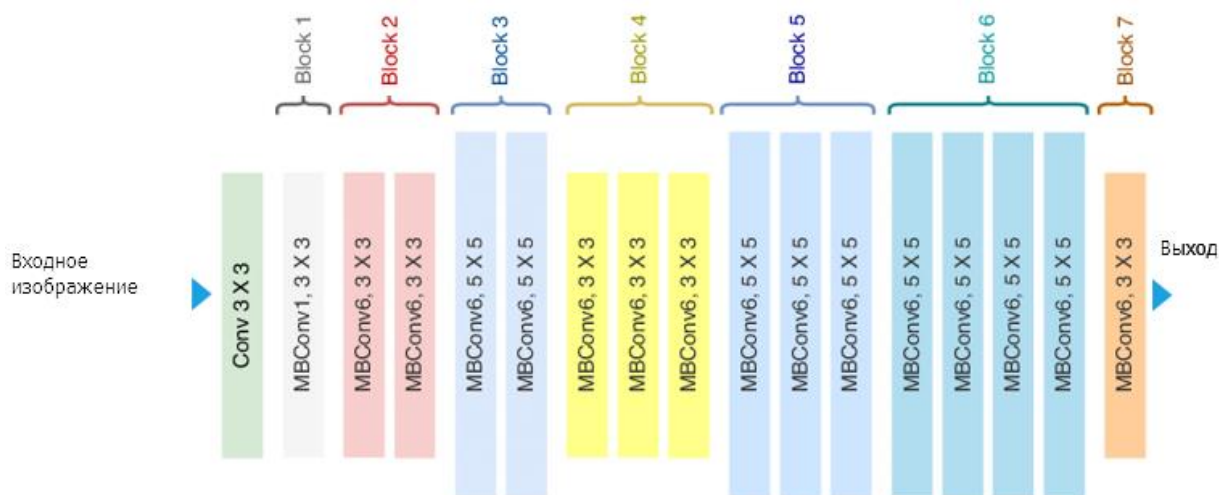 Block 1
Block 2
Block 3
Block 4
Block 5
Block 6
Block 7
Входное
изображение
Conv 3 X 3
MBConv1, 3 X 3
MBConv6, 3 X 3
MBConv6, 3 X 3
MBConv6, 5 X 5
MBConv6, 5 X 5
MBConv6, 3 X 3
MBConv6, 3 X 3
MBConv6, 3 X 3
MBConv6, 5 X 5
MBConv6, 5 X 5
MBConv6, 5 X 5
MBConv6, 5 X 5
MBConv6, 5 X 5
MBConv6, 5 X 5
MBConv6, 5 X 5
MBConv6, 3 X 3
Выход